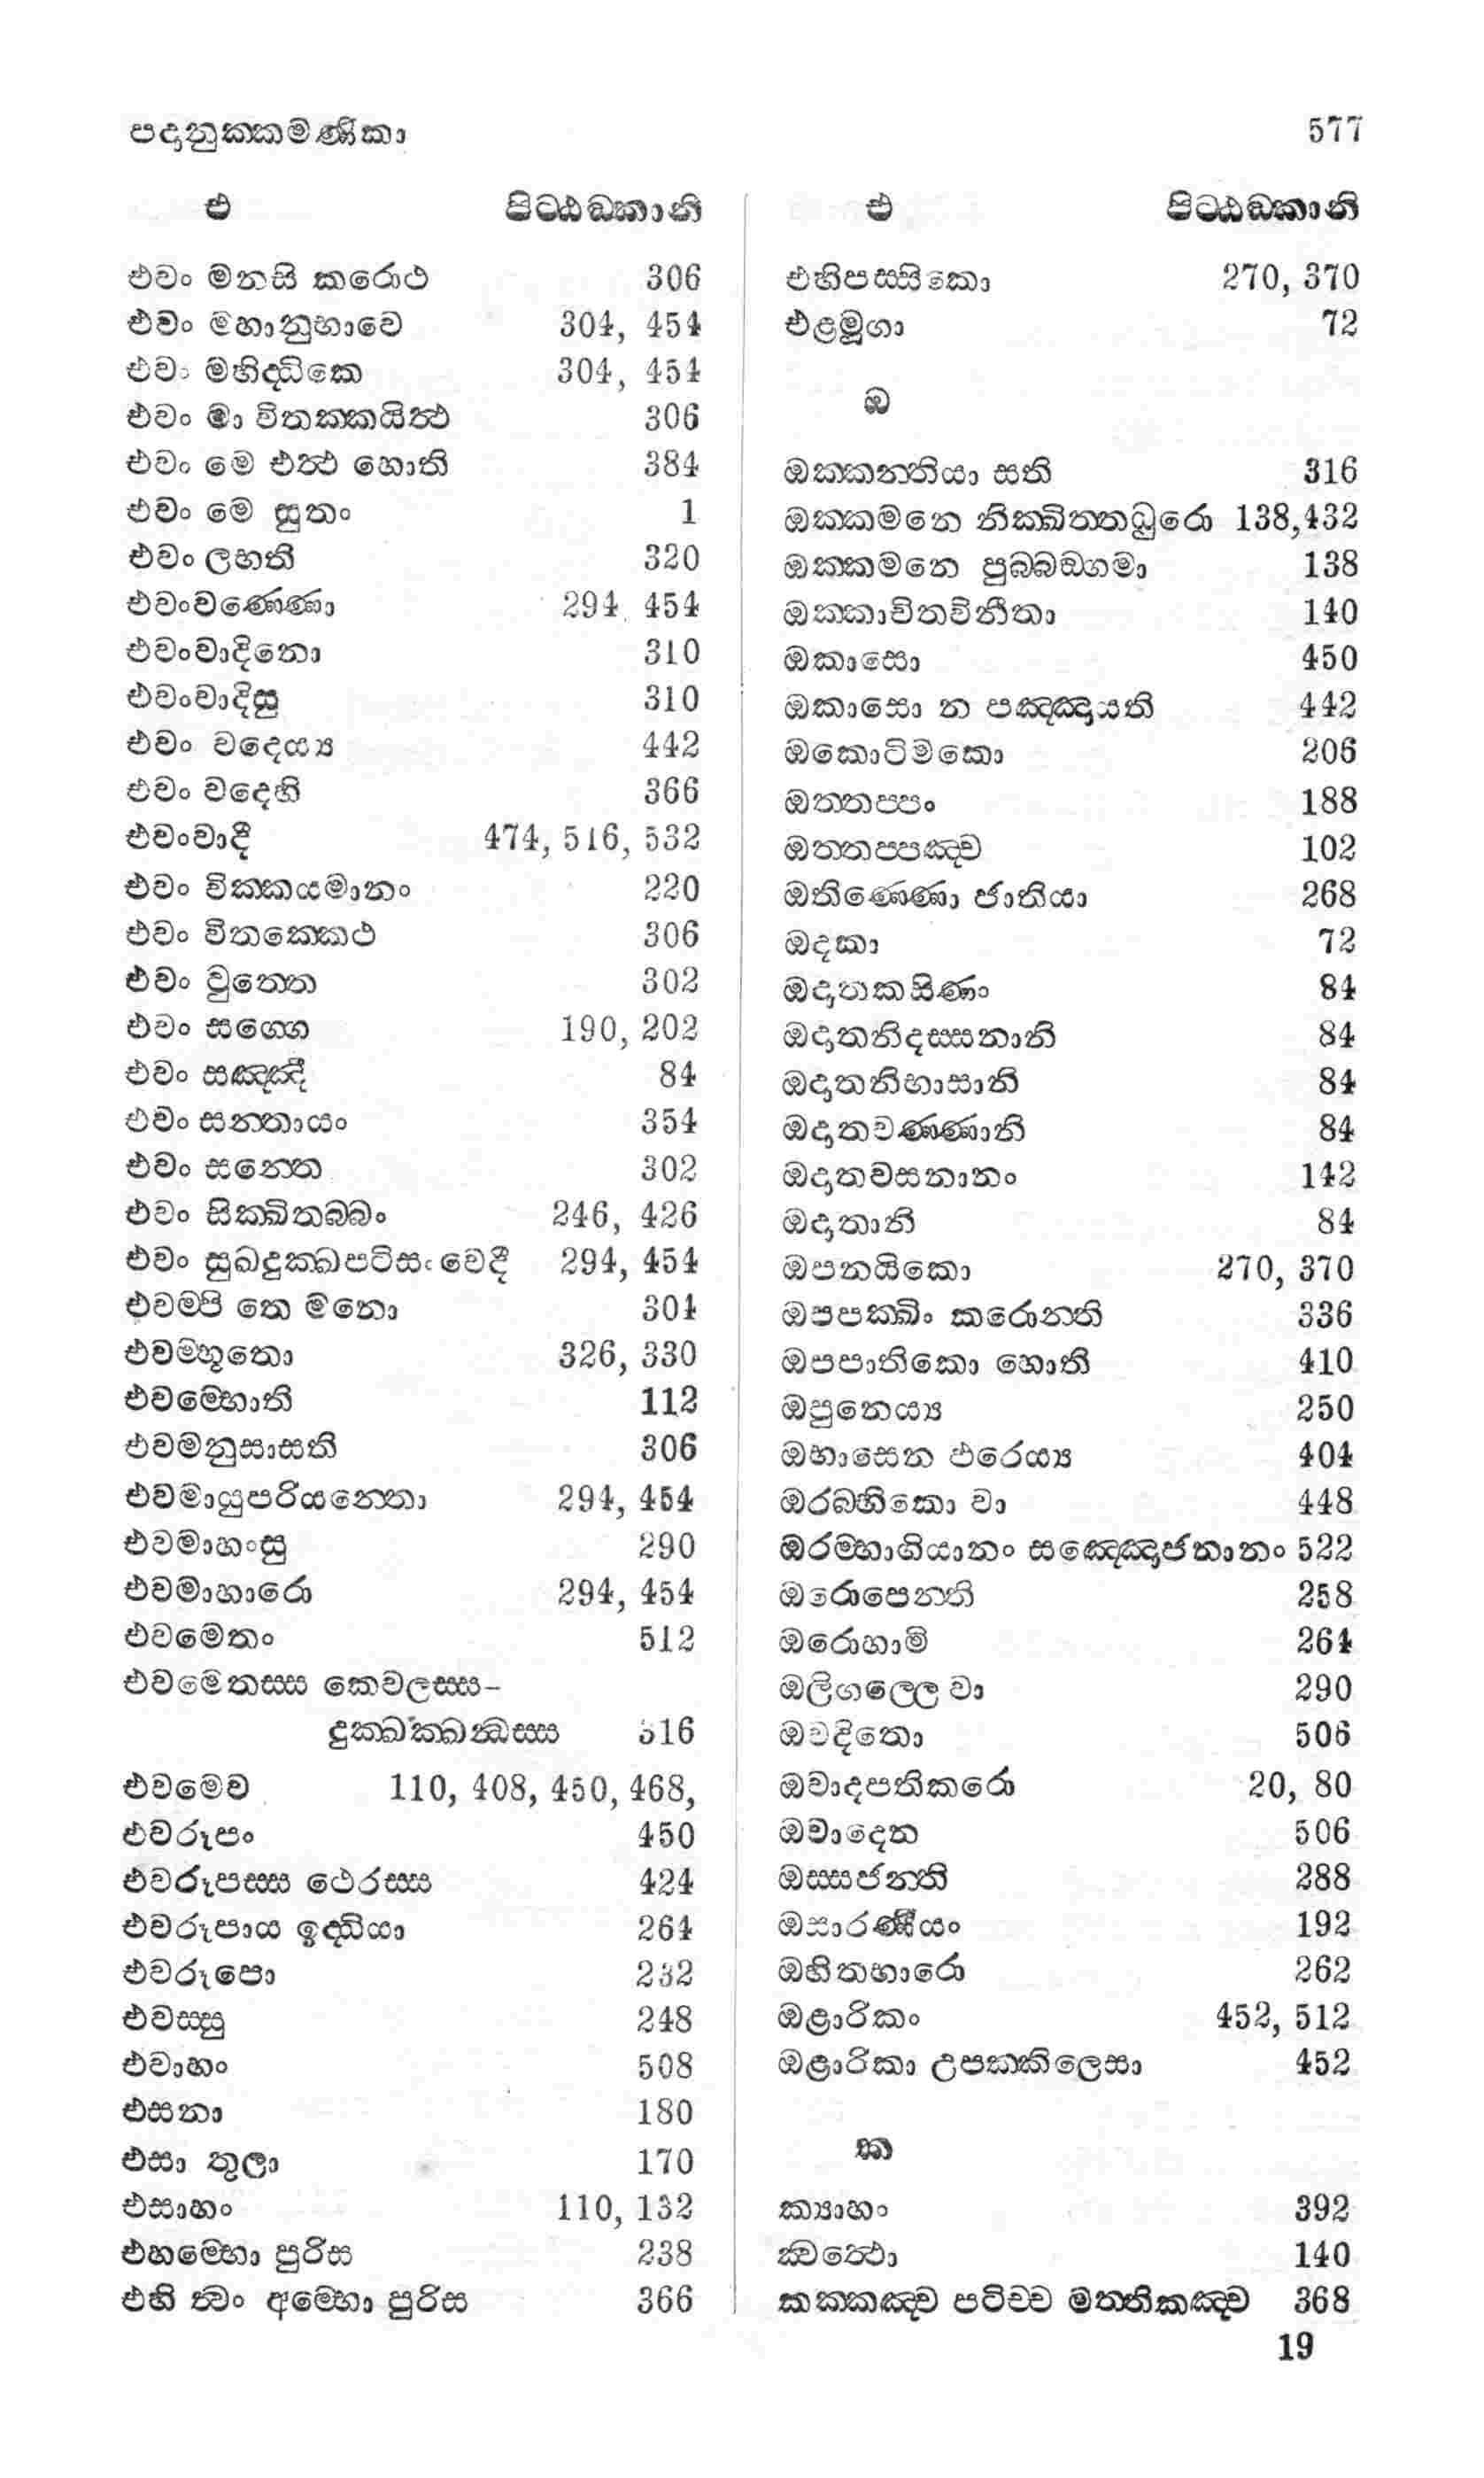 පදානුක්කමණිකා 577
එ පිට්ඨඞ්කානි
එවං මනසි කරොථ 306
එවං මහානුභාවෙ 304, 454
එවං මහිද්ධිකෙ 304, 454
එවං මා විතක්කයිත්ථ 306
එවං මෙ එත්ථ හොති 384
එවං මෙ සුතං 1
එවං ලභති 320
එවංවණ්ණො 294, 454
එවංවාදිනො 310
එවංවාදිසු 310
එවං වදෙය්‍ය 442
එවං වදෙහි 366
එවංවාදී 474, 516, 532
එවං වික්කයමානං 220
එවං විතක්කෙථ 306
එවං වුත්තෙ 302
එවං සග්ගෙ 190, 202
එවං සඤ්ඤී 84
එවං සන්තායං 354
එවං සන්තෙ 302
එවං සික්ඛිතබ්බං 246, 426
එවං සුඛදුක්ඛපටිසංවෙදී 294, 454
එවම්පි තෙ මනො 304
එවම්භූතො 326, 330
එවම්භොති 112
එවමනුසාසති 306
එවමායුපරියන්තො 294, 454
එවමාහංසු 290
එවමාහාරො 294, 454
එවමෙතං 512
එවමෙතස්ස කෙවලස්ස-
දුක්ඛක්ඛන්ධස්ස 316
එවමෙව 110, 408, 450, 468,
එවරූපං 450
එවරූපස්ස ථෙරස්ස 424
එවරූපාය ඉද්ධියා 264
එවරූපො 232
එවස්සු 248
එවාහං 508
එසනා 180
එසා තුලා 170
එසාහං 110, 132
එහම්භො පුරිස 238
එහි ත්වං අම්භො පුරිස 366
එ පිට්ඨඞ්කානි
එහිපස්සිකො 270, 370
එළමූගා 72
ඔ
ඔක්කන්තියා සති 316
ඔක්කමනෙ නික්ඛිත්තධුරො 138,432
ඔක්කමනෙ පුබ්බඞ්ගමා 138
ඔක්කාචිතවිනීතා 140
ඔකාසො 450
ඔකාසො න පඤ්ඤායති 442
ඔකොටිමකො 206
ඔත්තප්පං 188
ඔත්තප්පඤ්ච 102
ඔතිණ්ණො ජාතියා 268
ඔදකා 72
ඔදාතකසිණං 84
ඔදාතනිදස්සනානි 84
ඔදාතනිභාසානි 84
ඔදාතවණ්ණානි 84
ඔදාතවසනානං 142
ඔදාතානි 84
ඔපනයිකො 270, 370
ඔපපක්ඛිං කරොන්ති 336
ඔපපාතිකො හොති 410
ඔපුනෙය්‍ය 250
ඔභාසෙන ඵරෙය්‍ය 404
ඔරබ්භිකො වා 448
ඔරම්භාගියානං සඤ්ඤොජනානං 522
ඔරොපෙන්ති 258
ඔරොහාමි 264
ඔලිගල්ලෙ වා 290
ඔවදිතො 506
ඔවාදපතිකරො 20, 80
ඔවාදෙන 506
ඔස්සජන්ති 288
ඔසාරණීයං 192
ඔහිතභාරො 262
ඔළාරිකං 452, 512
ඔළාරිකා උපක්කිලෙසා 452
ක
ක්‍යාහං 392
ක්වත්ථො 140
කක්කඤ්ච පටිච්ච මත්තිකඤ්ච 368
19